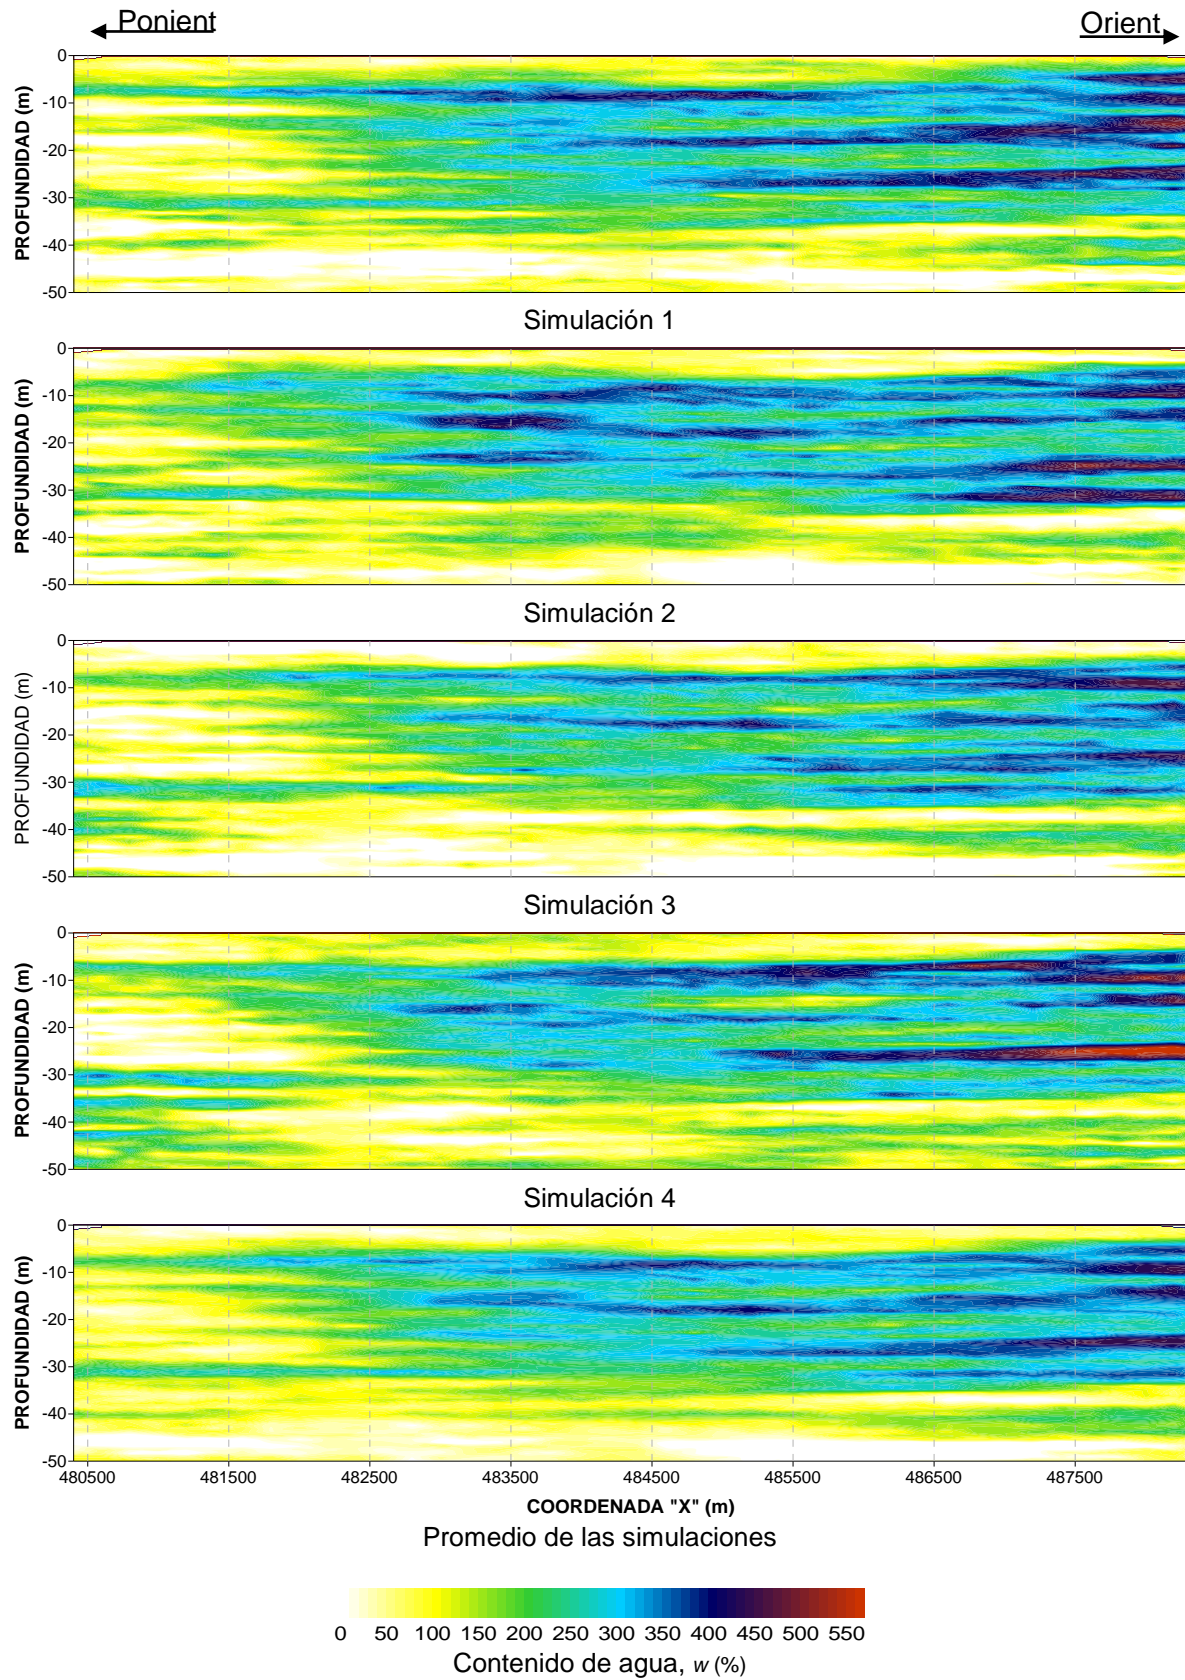 Ponient Orient
0
-10
-20
-30
-40
-50
PROFUNDIDAD (m)
Simulación 1
0
-10
-20
-30
-40
-50
PROFUNDIDAD (m)
Simulación 2
0
-10
-20
-30
-40
-50
PROFUNDIDAD (m)
Simulación 3
0
-10
-20
-30
-40
-50
PROFUNDIDAD (m)
Simulación 4
0
-10
-20
-30
-40
-50
PROFUNDIDAD (m)
480500 481500 482500 483500 484500 485500 486500 487500
COORDENADA "X" (m)
Promedio de las simulaciones
0 50 100 150 200 250 300 350 400 450 500 550
Contenido de agua, w (%)